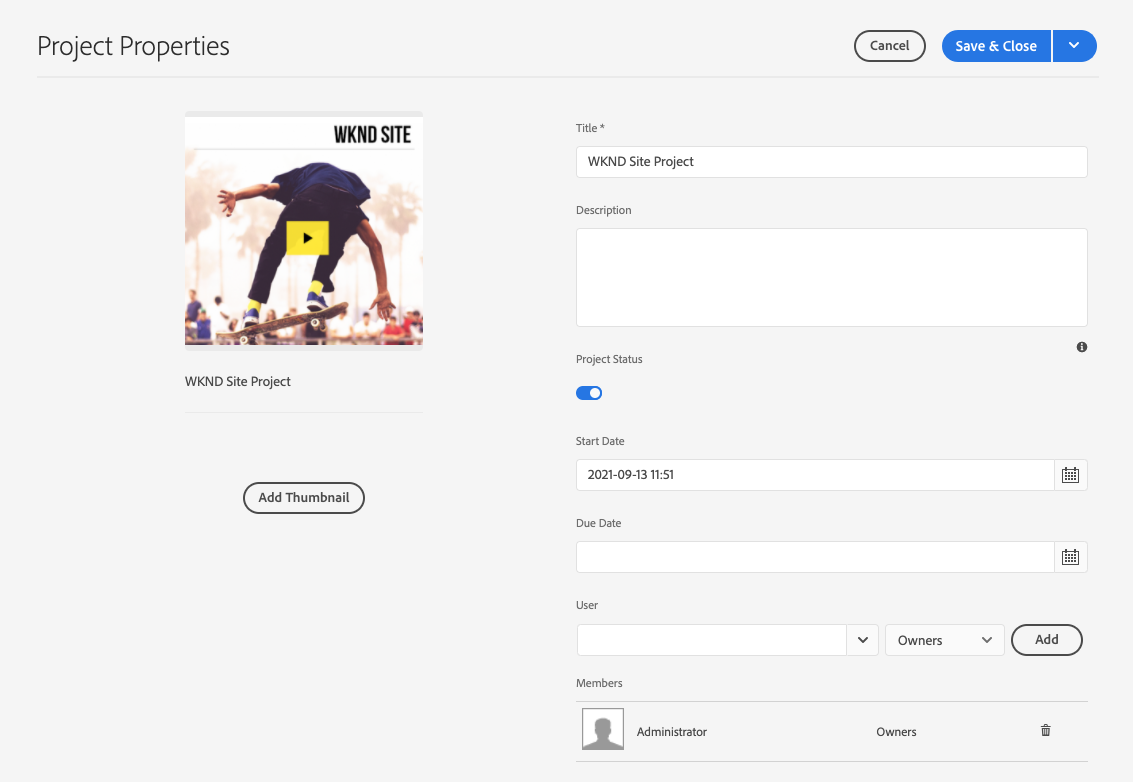 Project Properties
Cancel
Save & Close
WKND SITE
WKND Site Project
Add Thumbnail
Title *
WKND Site Project
Description
Project Status
Start Date
2021-09-13 11:51
Due Date
User
Owners
Add
Members
Administrator
Owners